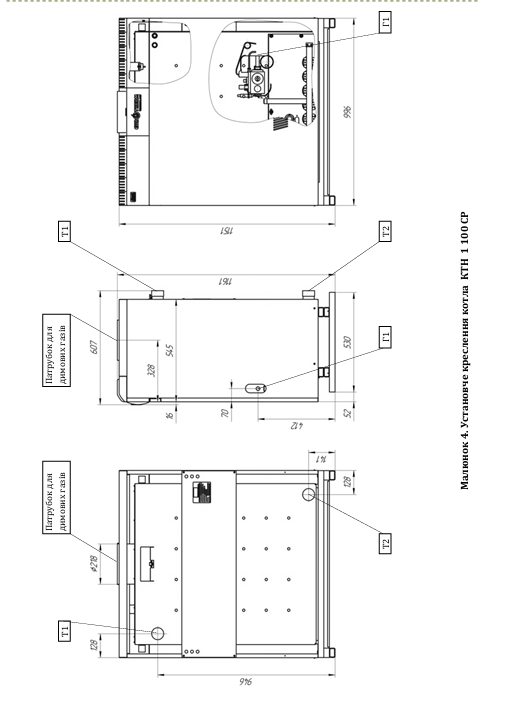 Г1
996
1151
Т1
Т2
1161
Патрубок для
димових газів
607
545
328
530
Г1
16
70
412
52
Патрубок для
димових газів
141
128
Т2
ø218
Т1
128
916
Малюнок 4. Установче креслення котла КТН 1 100 СР